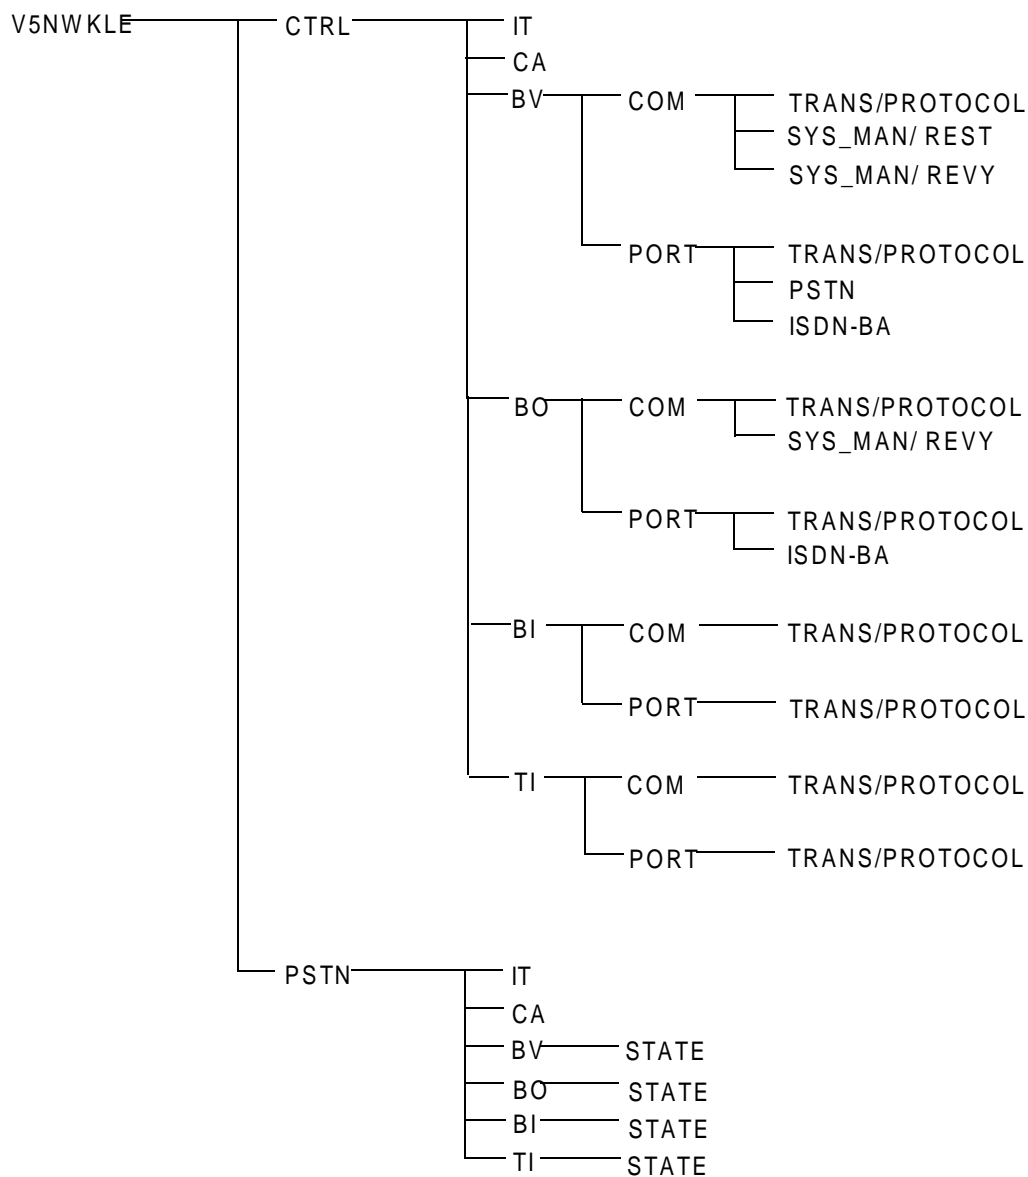 V5NWKLE CTRL IT
CA
BV COM TRANS/PROTOCOL
SYS_MAN/ REST
SYS_MAN/ REVY
PORT TRANS/PROTOCOL
PSTN
ISDN-BA
BO COM TRANS/PROTOCOL
SYS_MAN/ REVY
PORT TRANS/PROTOCOL
ISDN-BA
BI COM TRANS/PROTOCOL
PORT TRANS/PROTOCOL
TI COM TRANS/PROTOCOL
PORT TRANS/PROTOCOL
PSTN IT
CA
BV STATE
BO STATE
BI STATE
TI STATE